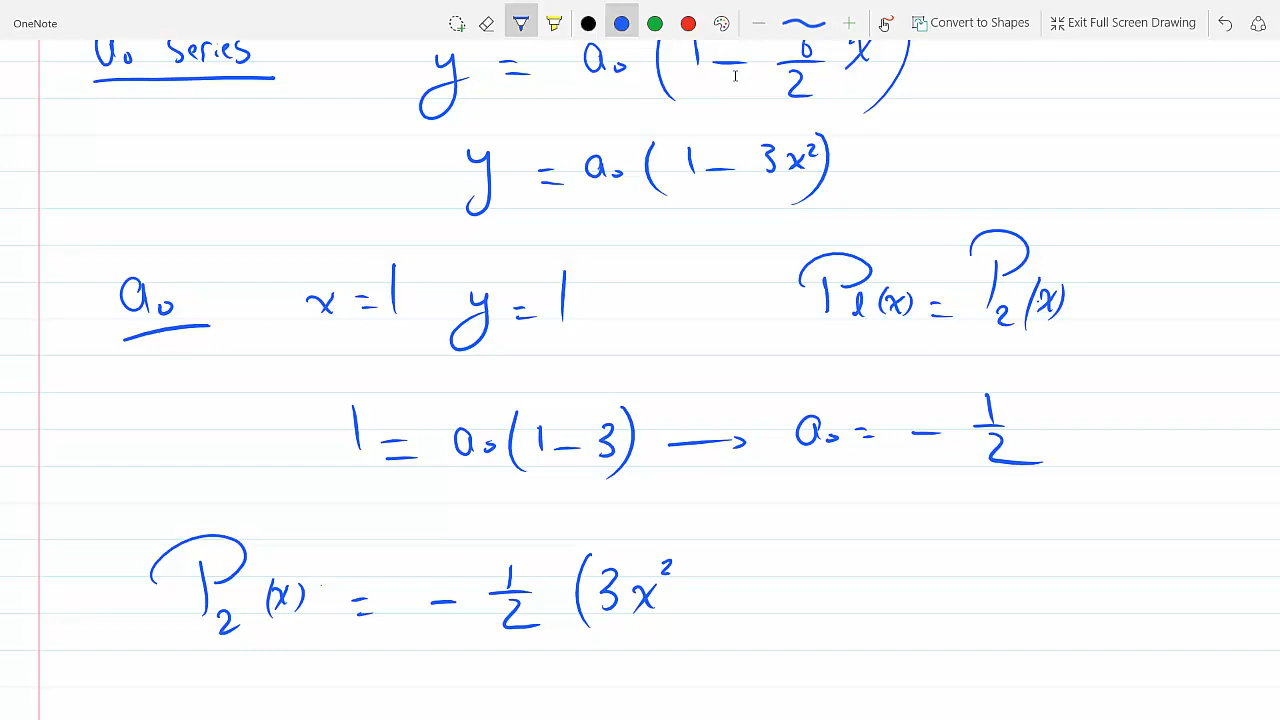 OneNote
Convert to Shapes
Exit Full Screen Drawing
a₀ series y = a₀ (1 - 6/2 x²)
y = a₀ (1 - 3x²)
a₀ x = 1 y = 1 Pₗ(x) = P₂(x)
1 = a₀(1 - 3) ⟶ a₀ = - 1/2
P₂(x) = - 1/2 (3x²